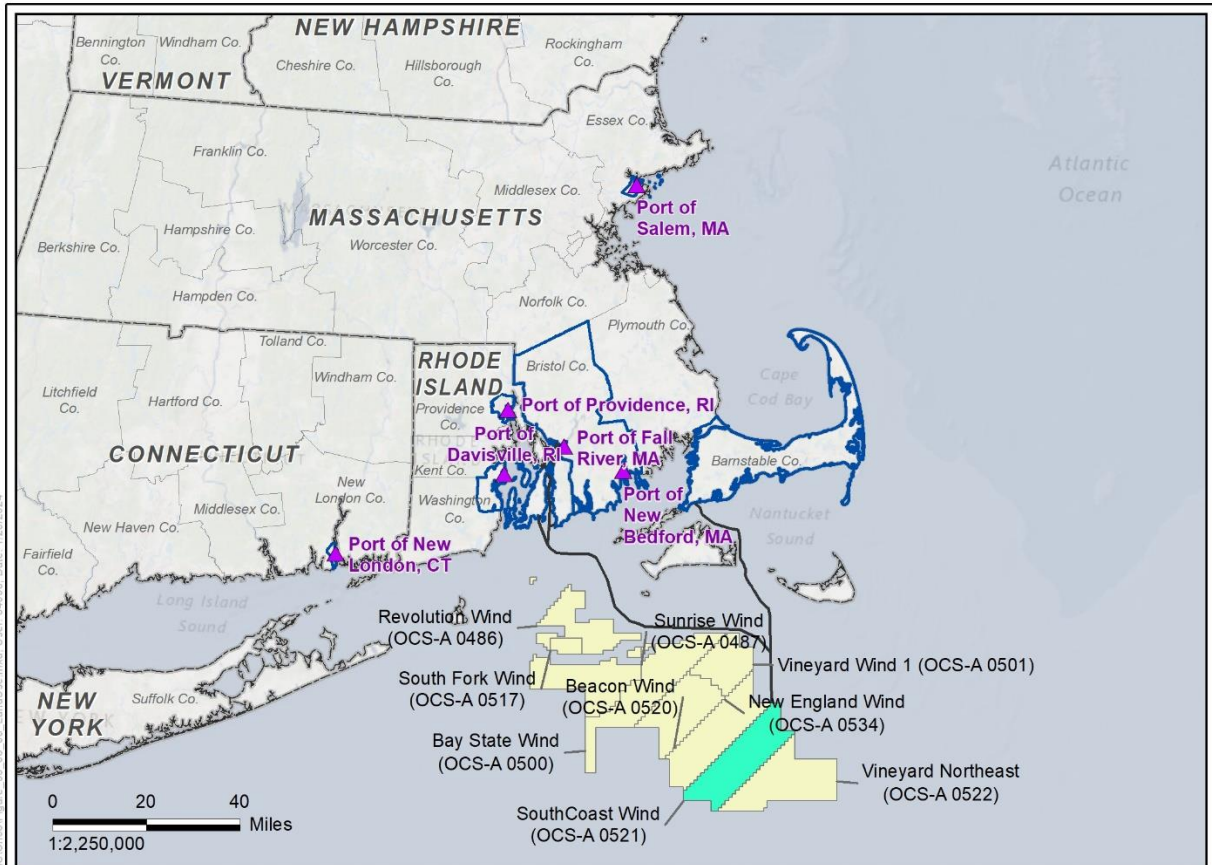 NEW HAMPSHIRE
Bennington
Co.
Windham Co.
VERMONT
Cheshire Co.
Hillsborough
Co.
Rockingham
Co.
Essex Co.
Franklin Co.
Middlesex Co.
Atlantic
Ocean
Port of
Salem, MA
MASSACHUSETTS
Hampshire Co.
Berkshire Co.
Worcester Co.
Hampden Co.
Norfolk Co.
Plymouth Co.
Tolland Co.
RHODE
ISLAND
Bristol Co.
Windham Co.
Litchfield
Co.
Hartford Co.
Cape
Cod Bay
Providence
Co.
Port of Providence, RI
Port of
Davisville, RI
Port of Fall
River, MA
CONNECTICUT
Kent Co.
Barnstable Co.
New
London Co.
Middlesex Co.
Washington
Co.
Port of
New
Bedford, MA
New Haven Co.
Nantucket
Sound
Fairfield
Co.
Port of New
London, CT
Long Island
Sound
Revolution Wind
(OCS-A 0486)
Sunrise Wind
(OCS-A 0487)
Vineyard Wind 1 (OCS-A 0501)
South Fork Wind
(OCS-A 0517)
Beacon Wind
(OCS-A 0520)
New England Wind
(OCS-A 0534)
NEW
YORK
Suffolk Co.
Bay State Wind
(OCS-A 0500)
Vineyard Northeast
(OCS-A 0522)
SouthCoast Wind
(OCS-A 0521)
0 20 40
Miles
1:2,250,000